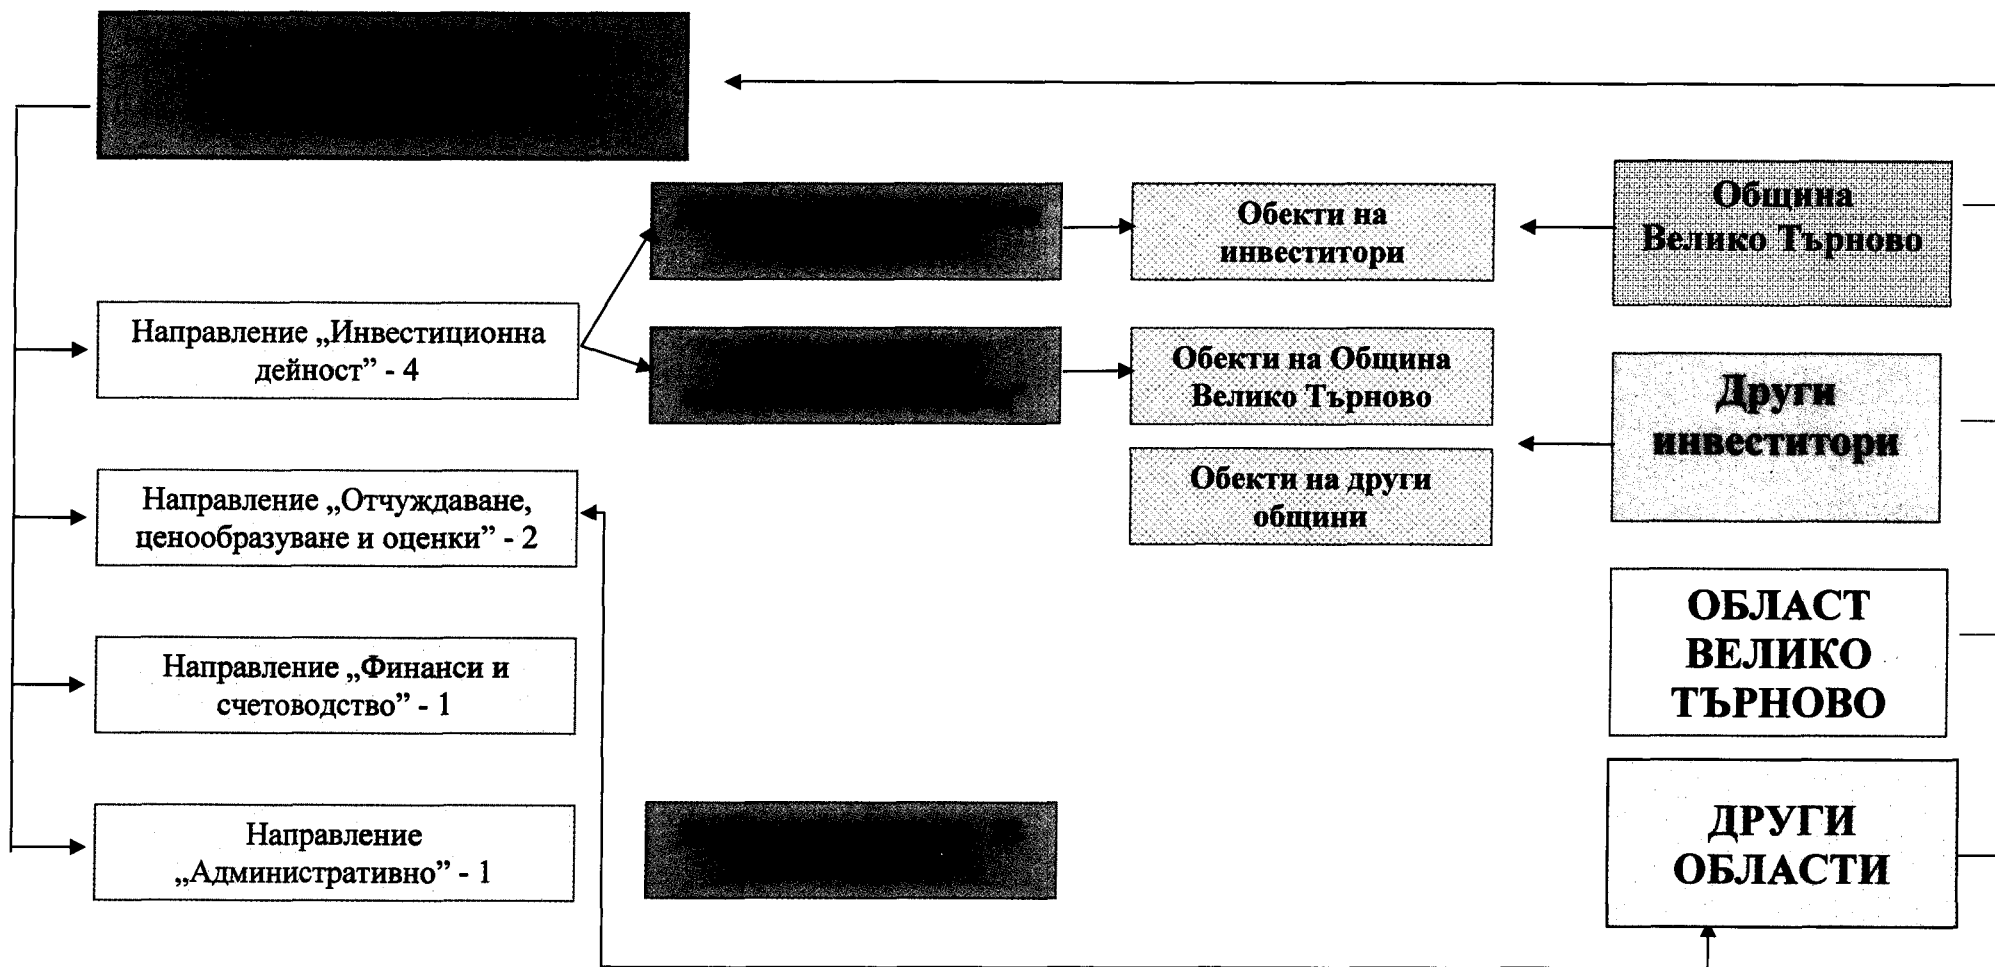 Обекти на
инвеститори
Община
Велико Търново
Направление „Инвестиционна
дейност” - 4
Обекти на Община
Велико Търново
Други
инвеститори
Обекти на други
общини
Направление „Отчуждаване,
ценообразуване и оценки” - 2
ОБЛАСТ
ВЕЛИКО
ТЪРНОВО
Направление „Финанси и
счетоводство” - 1
Направление
„Административно” - 1
ДРУГИ
ОБЛАСТИ